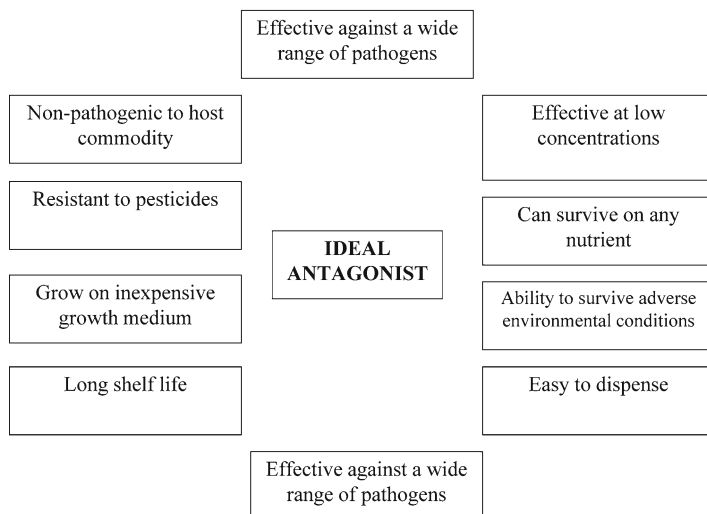 Effective against a wide
range of pathogens
Non-pathogenic to host
commodity
Effective at low
concentrations
Resistant to pesticides
Can survive on any
nutrient
IDEAL
ANTAGONIST
Grow on inexpensive
growth medium
Ability to survive adverse
environmental conditions
Long shelf life
Easy to dispense
Effective against a wide
range of pathogens